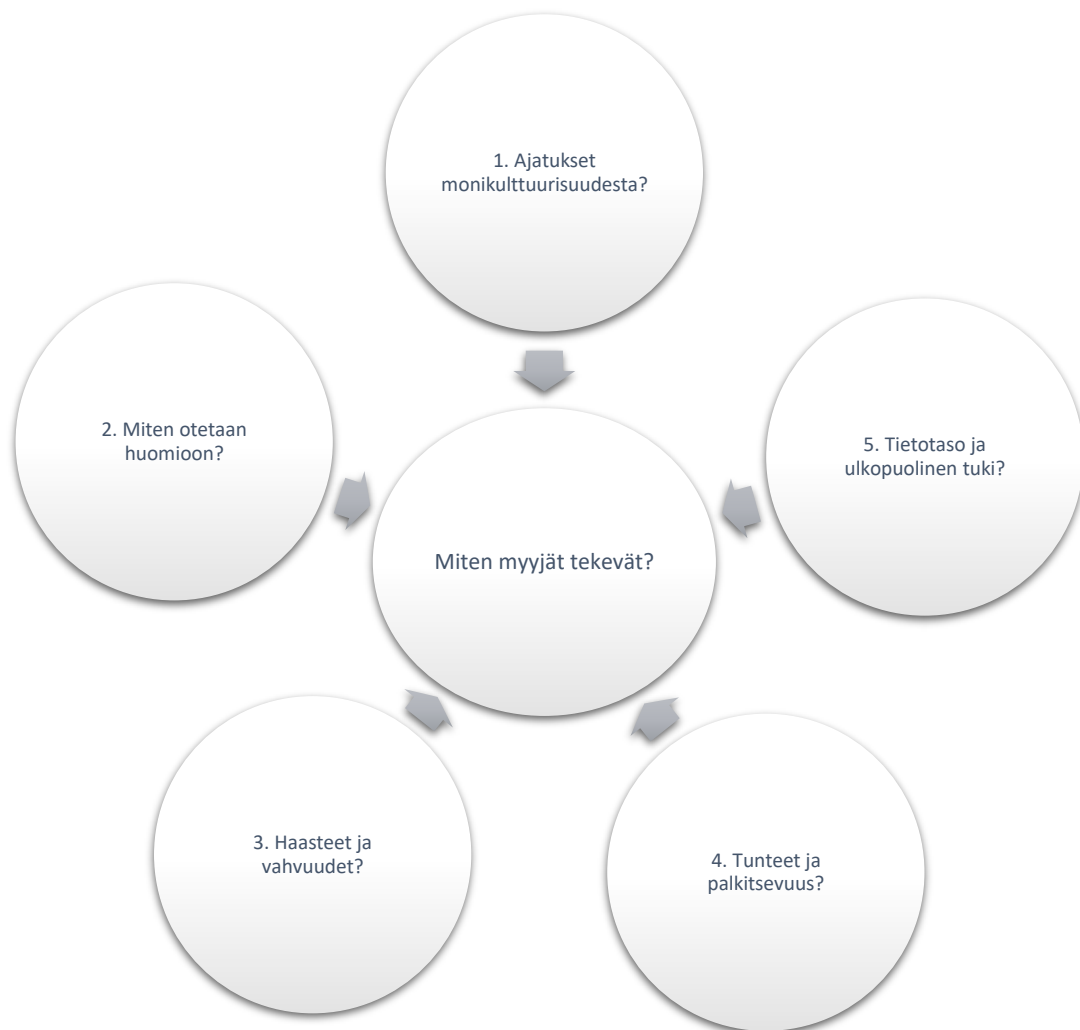 1. Ajatukset
monikulttuurisuudesta?
2. Miten otetaan
huomioon?
5. Tietotaso ja
ulkopuolinen tuki?
Miten myyjät tekevät?
3. Haasteet ja
vahvuudet?
4. Tunteet ja
palkitsevuus?